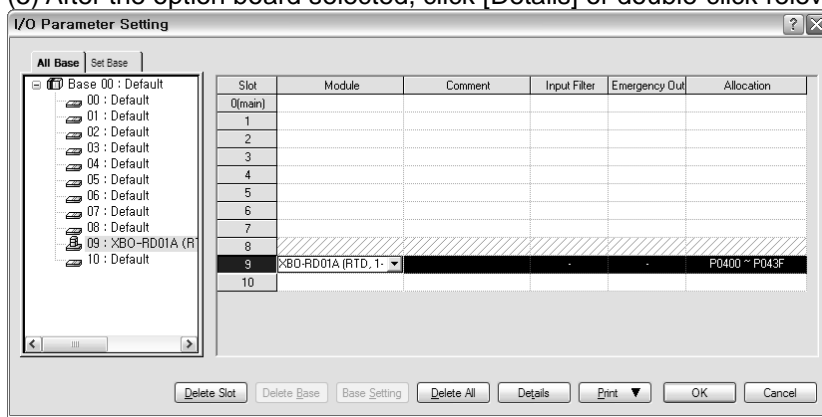 (3) After the option board selected, click [Details] or double-click
I/O Parameter Setting
All Base Set Base
Base 00 : Default
00 : Default
01 : Default
02 : Default
03 : Default
04 : Default
05 : Default
06 : Default
07 : Default
08 : Default
09 : XBO-RD01A (R
10 : Default
Slot Module Comment Input Filter Emergency Out Allocation
0(main)
1
2
3
4
5
6
7
8
9 XBO-RD01A (RTD, 1- - - P0400 ~ P043F
10
Delete Slot Delete Base Base Setting Delete All Details Print ▼ OK Cancel